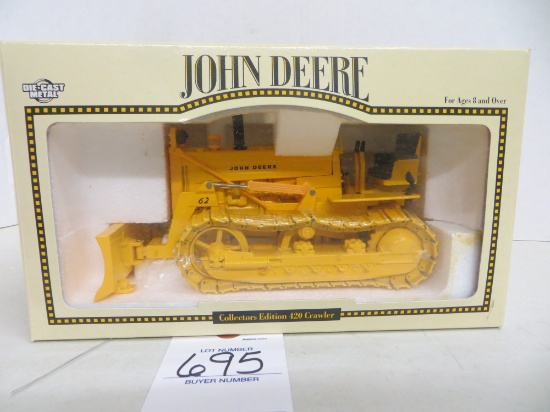 JOHN DEERE
DIE-CAST
METAL
For Ages 8 and Over
JOHN DEERE
62
Collectors Edition 420 Crawler
LOT NUMBER
695
BUYER NUMBER